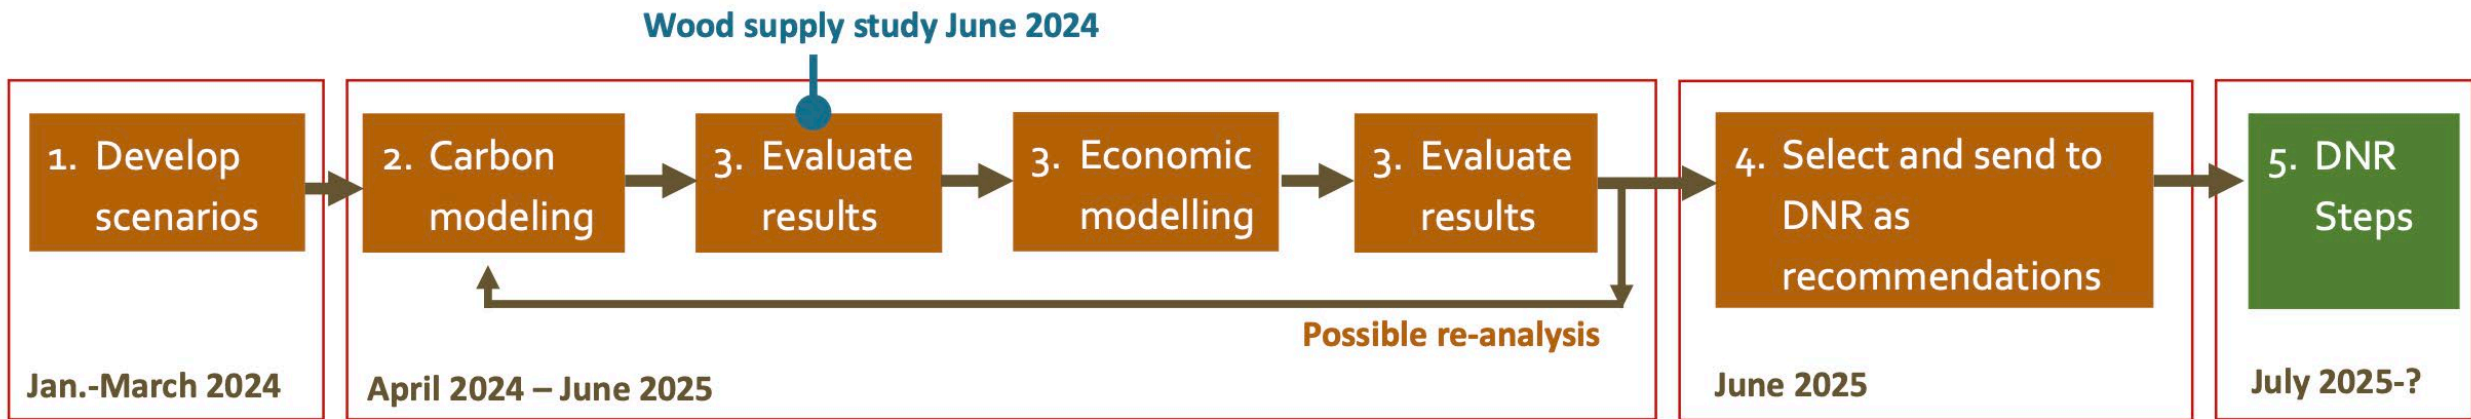 Wood supply study June 2024
1. Develop
scenarios
2. Carbon
modeling
3. Evaluate
results
3. Economic
modelling
3. Evaluate
results
4. Select and send to
DNR as
recommendations
5. DNR
Steps
Possible re-analysis
Jan.-March 2024
April 2024 – June 2025
June 2025
July 2025-?